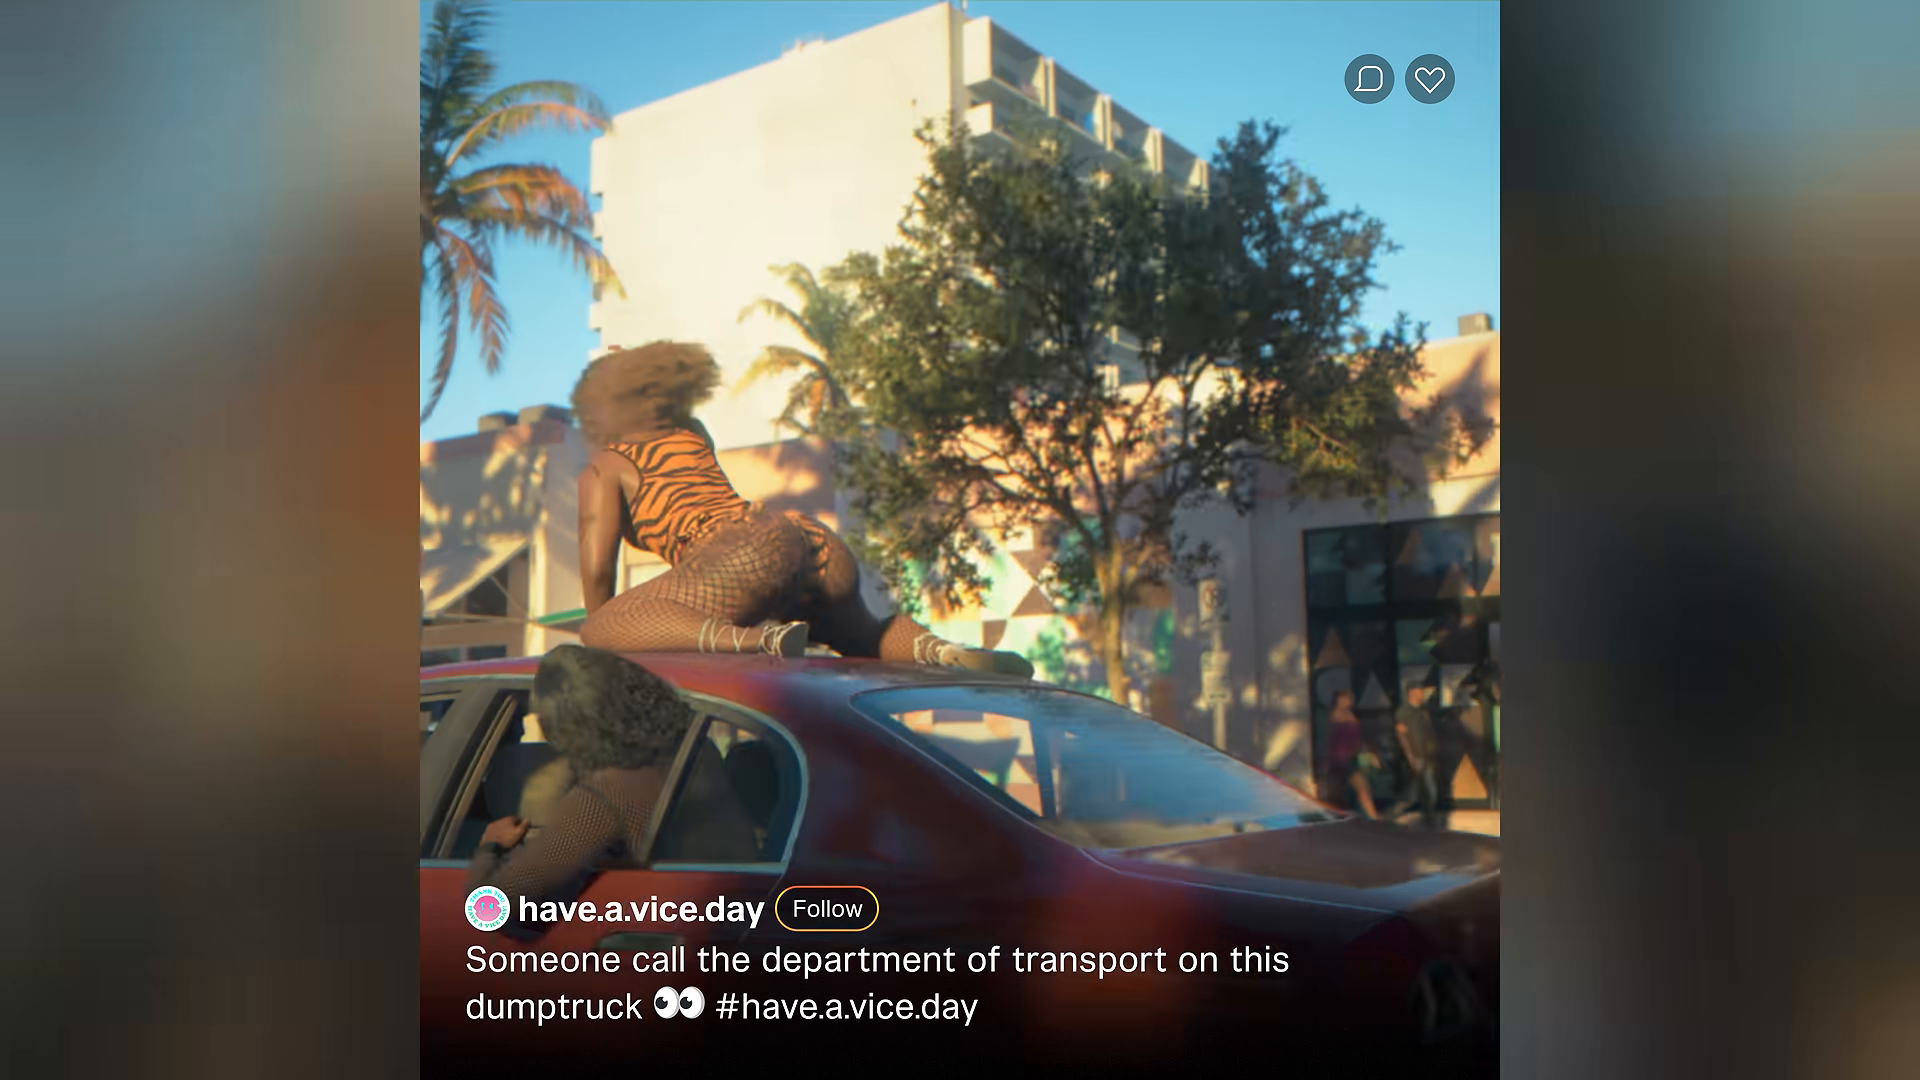 have.a.vice.day Follow
Someone call the department of transport on this
dumptruck 👀 #have.a.vice.day